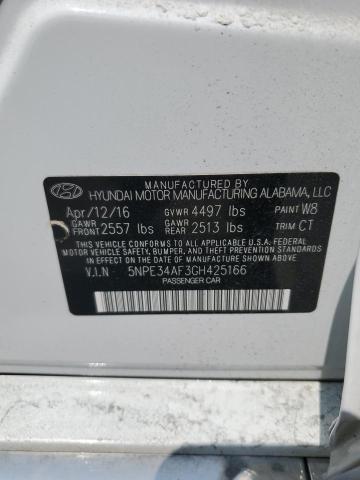 MANUFACTURED BY
HYUNDAI MOTOR MANUFACTURING ALABAMA, LLC
Apr/12/16 GVWR 4497 lbs PAINT W8
GAWR FRONT 2557 lbs GAWR REAR 2513 lbs TRIM CT
THIS VEHICLE CONFORMS TO ALL APPLICABLE
FEDERAL MOTOR VEHICLE SAFETY, BUMPER, AND
THEFT PREVENTION STANDARDS IN EFFECT ON THE
DATE OF MANUFACTURE SHOWN ABOVE.
V.I.N 5NPE34AF3GH425166
PASSENGER CAR